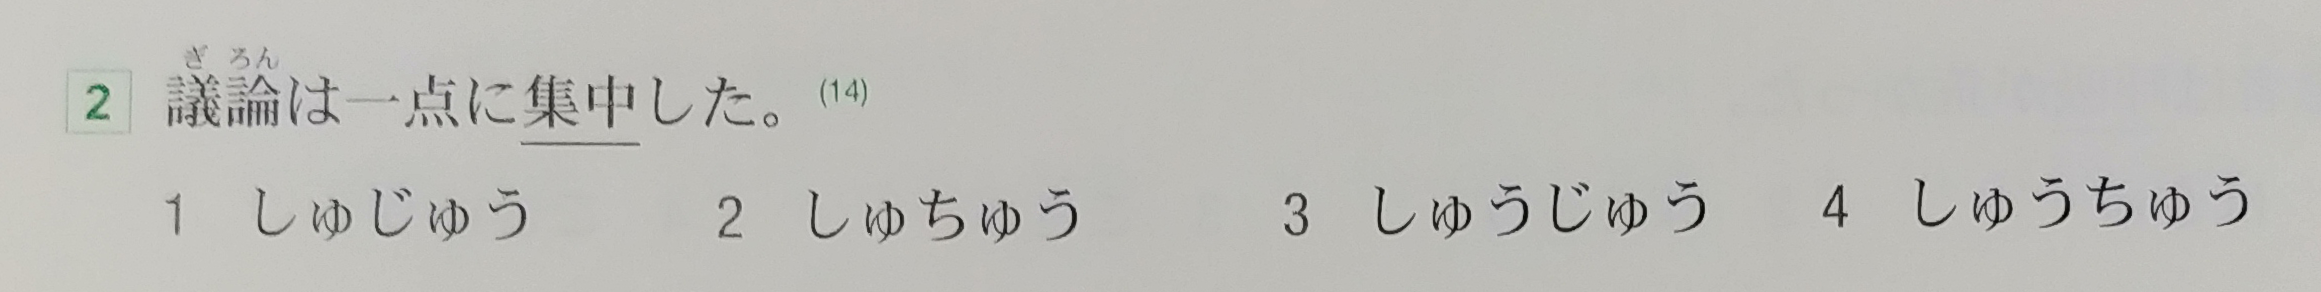 ぎ ろん
2 議論は一点に集中した。(14)
1 しゅじゅう 2 しゅちゅう 3 しゅうじゅう 4 しゅうちゅう